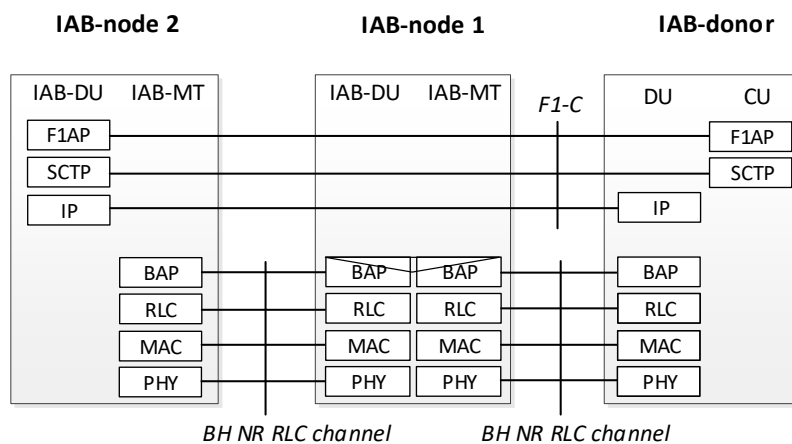 IAB-node 2 IAB-node 1 IAB-donor
IAB-DU IAB-MT IAB-DU IAB-MT F1-C DU CU
F1AP F1AP
SCTP SCTP
IP IP
BAP BAP BAP BAP
RLC RLC RLC RLC
MAC MAC MAC MAC
PHY PHY PHY PHY
BH NR RLC channel BH NR RLC channel